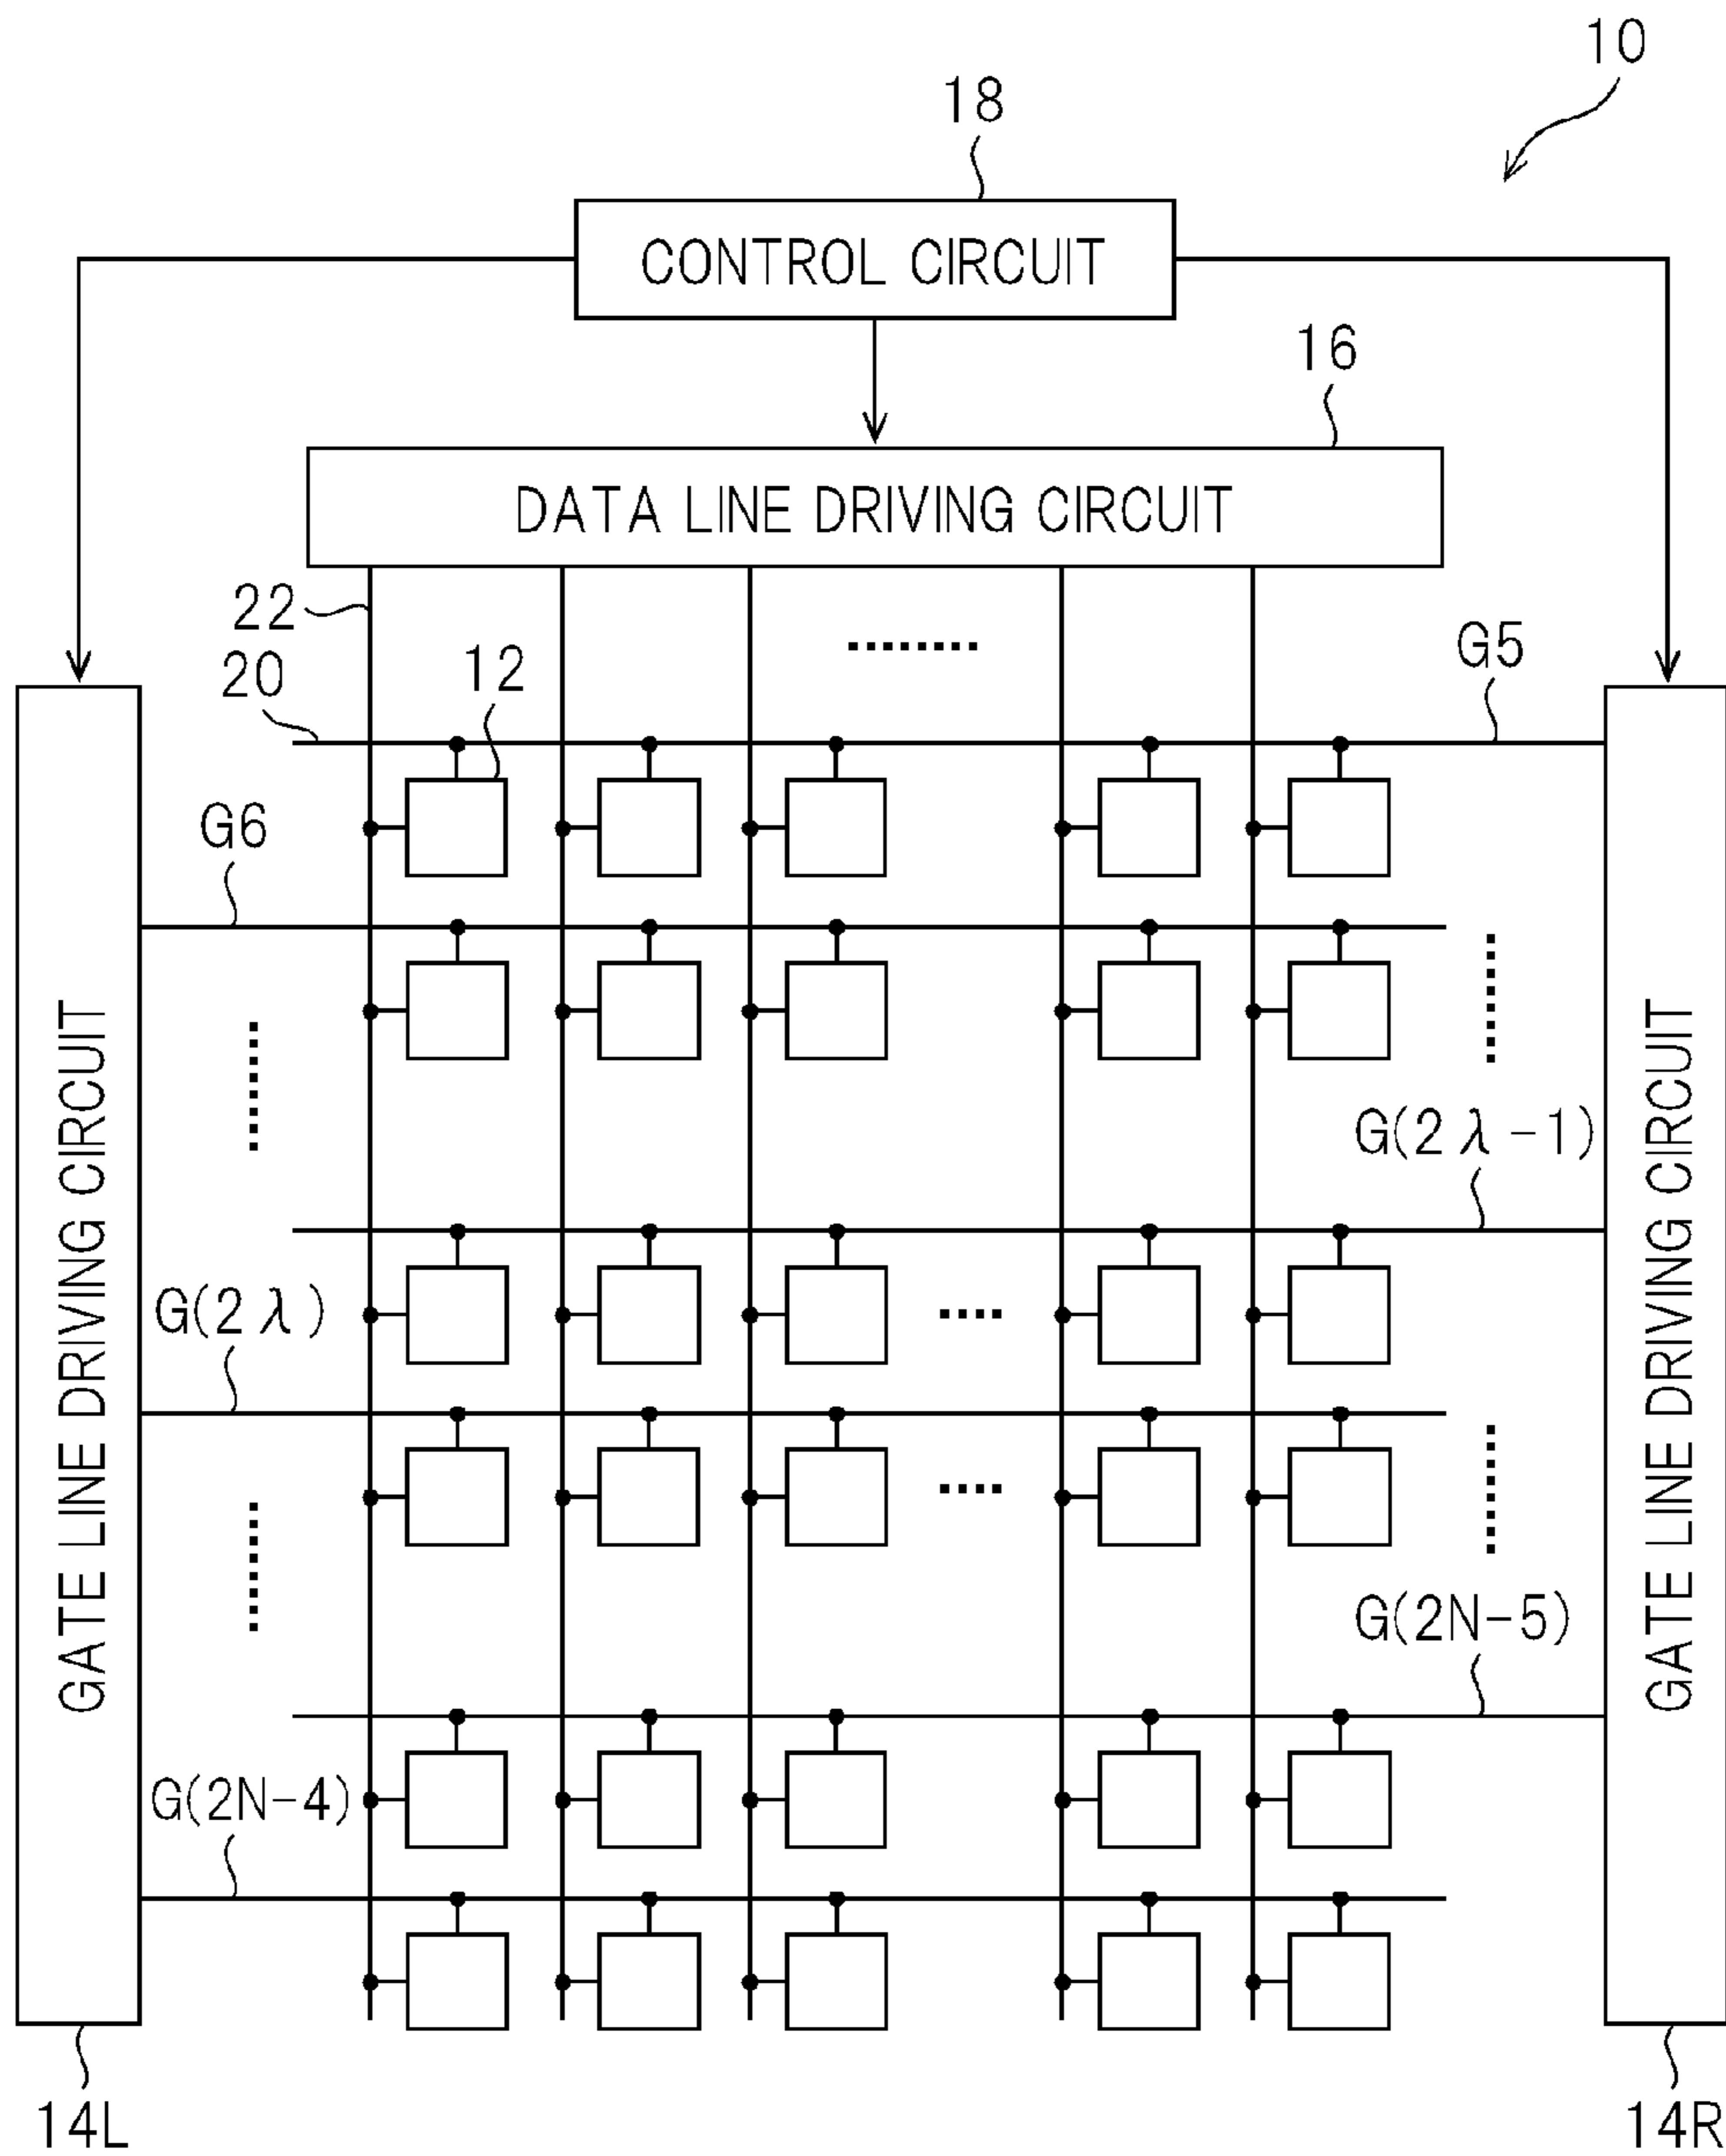 10
18
CONTROL CIRCUIT
16
DATA LINE DRIVING CIRCUIT
22
20
12
G5
G6
G(2λ-1)
G(2λ)
G(2N-5)
G(2N-4)
GATE LINE DRIVING CIRCUIT
GATE LINE DRIVING CIRCUIT
14L
14R